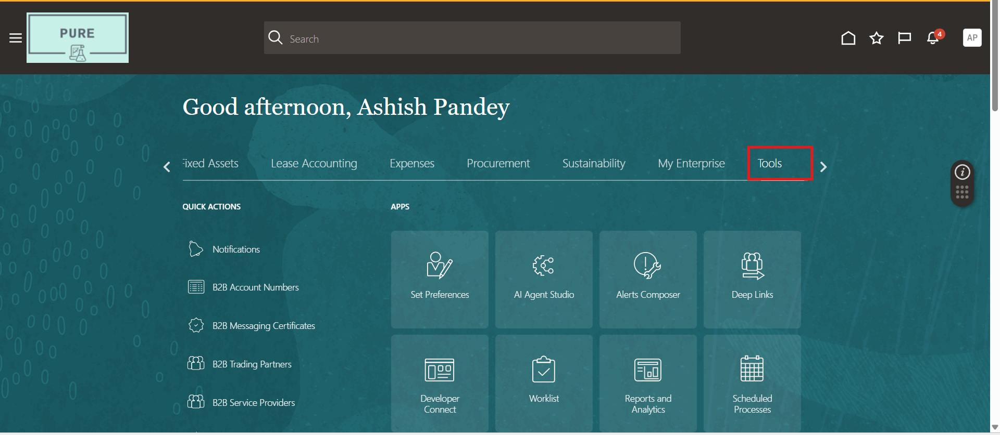 PURE
Search
4
AP
Good afternoon, Ashish Pandey
Fixed Assets
Lease Accounting
Expenses
Procurement
Sustainability
My Enterprise
Tools
QUICK ACTIONS
Notifications
B2B Account Numbers
B2B Messaging Certificates
B2B Trading Partners
B2B Service Providers
APPS
Set Preferences
AI Agent Studio
Alerts Composer
Deep Links
Developer
Connect
Worklist
Reports and
Analytics
Scheduled
Processes